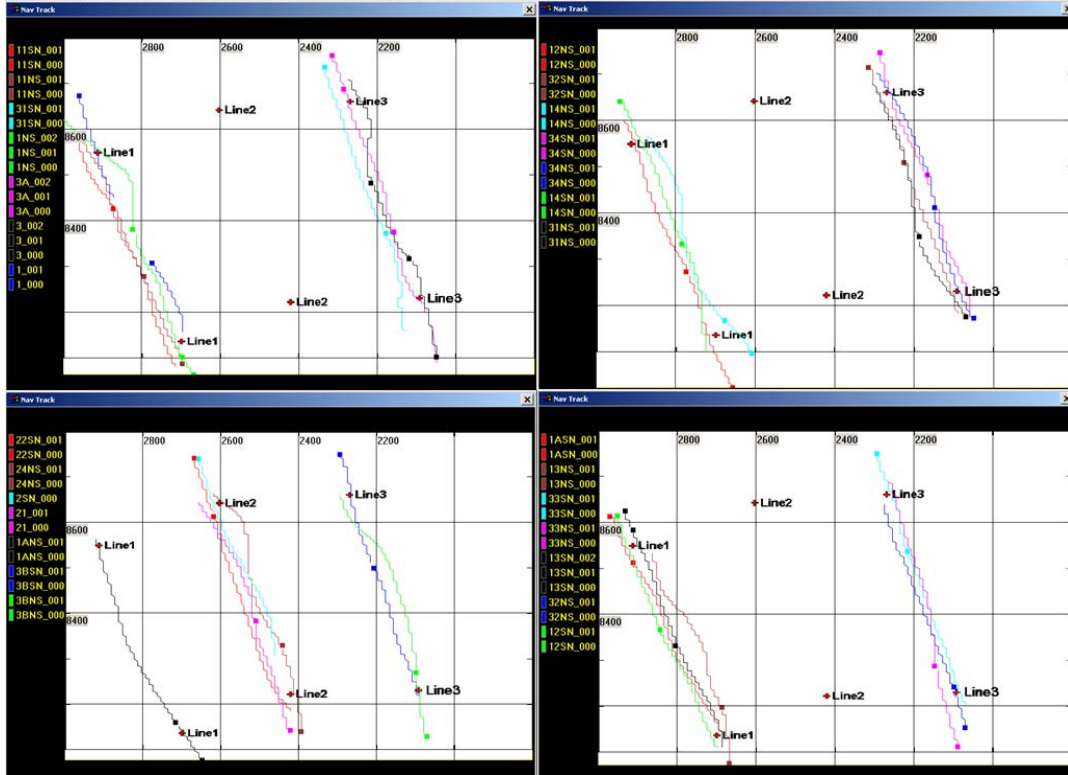 Nav Track
2800 2600 2400 2200
8600
8400
11SN_001
11SN_000
11NS_001
11NS_000
31SN_001
31SN_000
1NS_002
1NS_001
1NS_000
3A_002
3A_001
3A_000
3_002
3_001
3_000
1_001
1_000
Line1
Line2
Line3
Line2
Line3
Line1
Nav Track
2800 2600 2400 2200
8600
8400
12NS_001
12NS_000
32SN_001
32SN_000
14NS_001
14NS_000
34SN_001
34SN_000
34NS_001
34NS_000
14SN_001
14SN_000
31NS_001
31NS_000
Line3
Line2
Line1
Line3
Line2
Line1
Nav Track
2800 2600 2400 2200
8600
8400
22SN_001
22SN_000
24NS_001
24NS_000
2SN_000
21_001
21_000
1ANS_001
1ANS_000
3BSN_001
3BSN_000
3BNS_001
3BNS_000
Line3
Line2
Line1
Line3
Line2
Line1
Nav Track
2800 2600 2400 2200
8600
8400
1ASN_001
1ASN_000
13NS_001
13NS_000
33SN_001
33SN_000
33NS_001
33NS_000
13SN_002
13SN_001
13SN_000
32NS_001
32NS_000
12SN_001
12SN_000
Line3
Line2
Line1
Line3
Line2
Line1